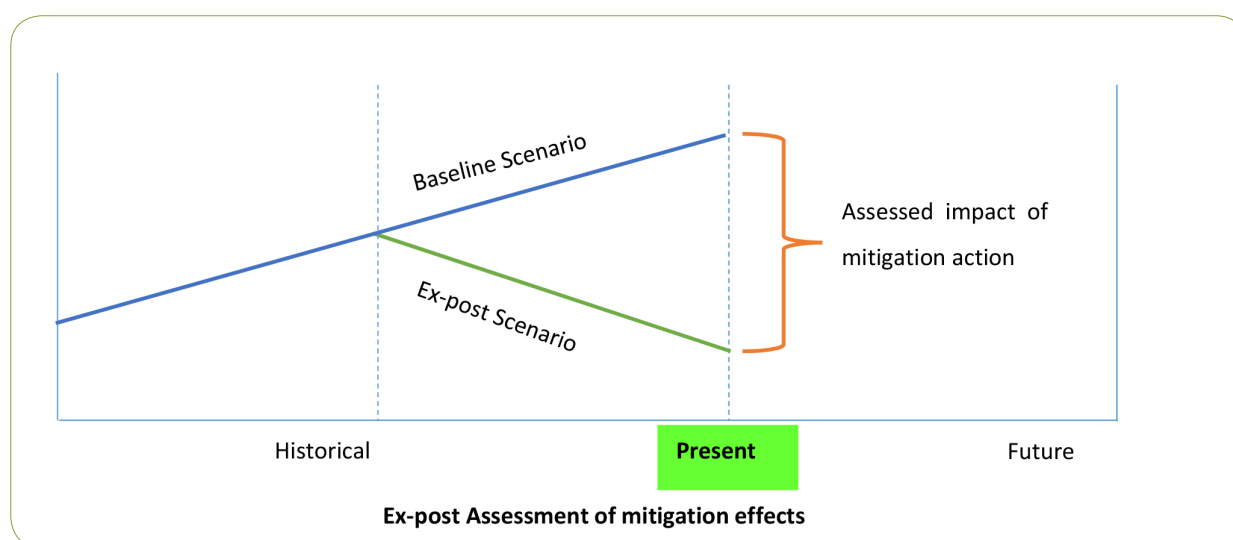 Baseline Scenario
Ex-post Scenario
Assessed impact of
mitigation action
Historical
Present
Future
Ex-post Assessment of mitigation effects